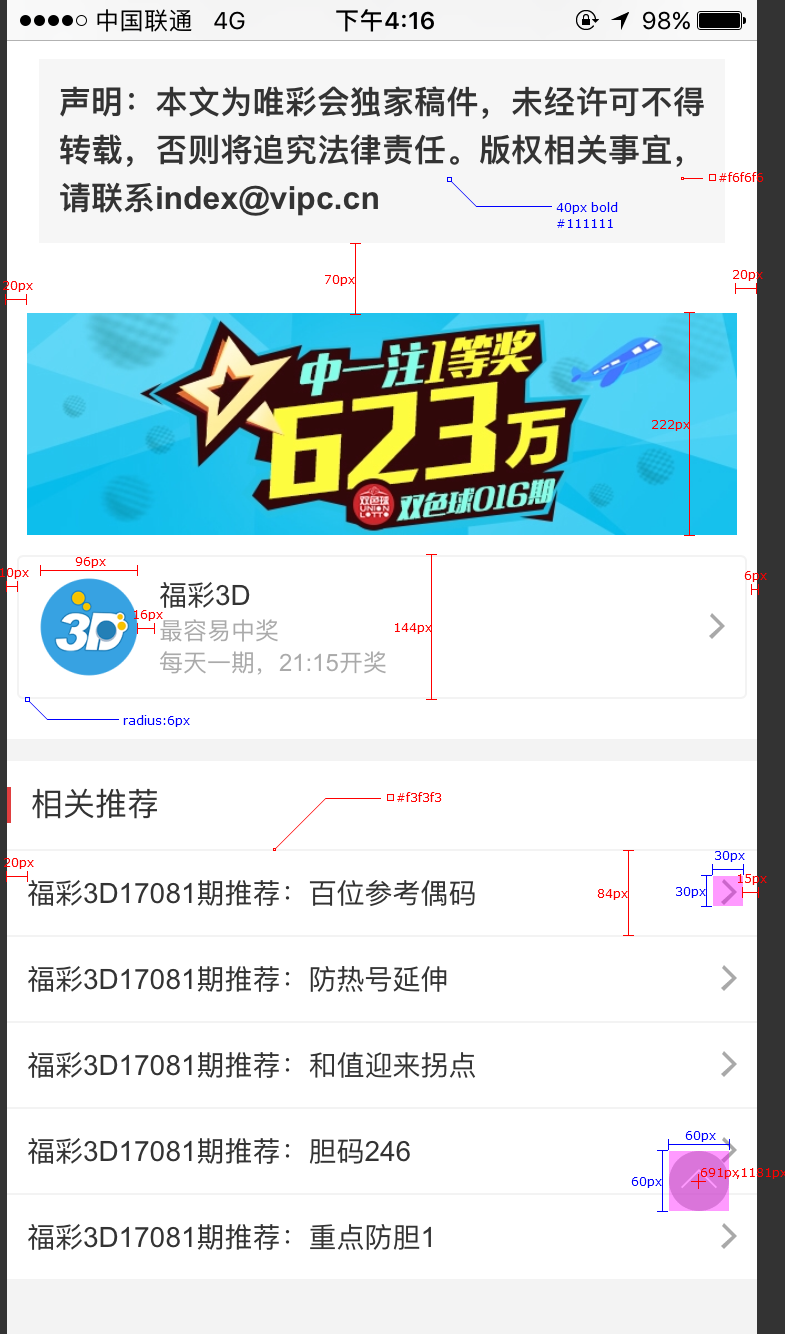 中国联通 4G 下午4:16 98%
声明：本文为唯彩会独家稿件，未经许可不得
转载，否则将追究法律责任。版权相关事宜，
请联系index@vipc.cn
#f6f6f6
40px bold
#111111
70px
20px
20px
中一注1等奖
623万
双色球
UNION
LOTTO
双色球016期
222px
96px
10px
6px
3D
16px
福彩3D
最容易中奖
每天一期，21:15开奖
144px
radius:6px
相关推荐
#f3f3f3
20px
福彩3D17081期推荐：百位参考偶码
84px
30px
30px
15px
福彩3D17081期推荐：防热号延伸
福彩3D17081期推荐：和值迎来拐点
福彩3D17081期推荐：胆码246
60px
60px
691px,1181px
福彩3D17081期推荐：重点防胆1